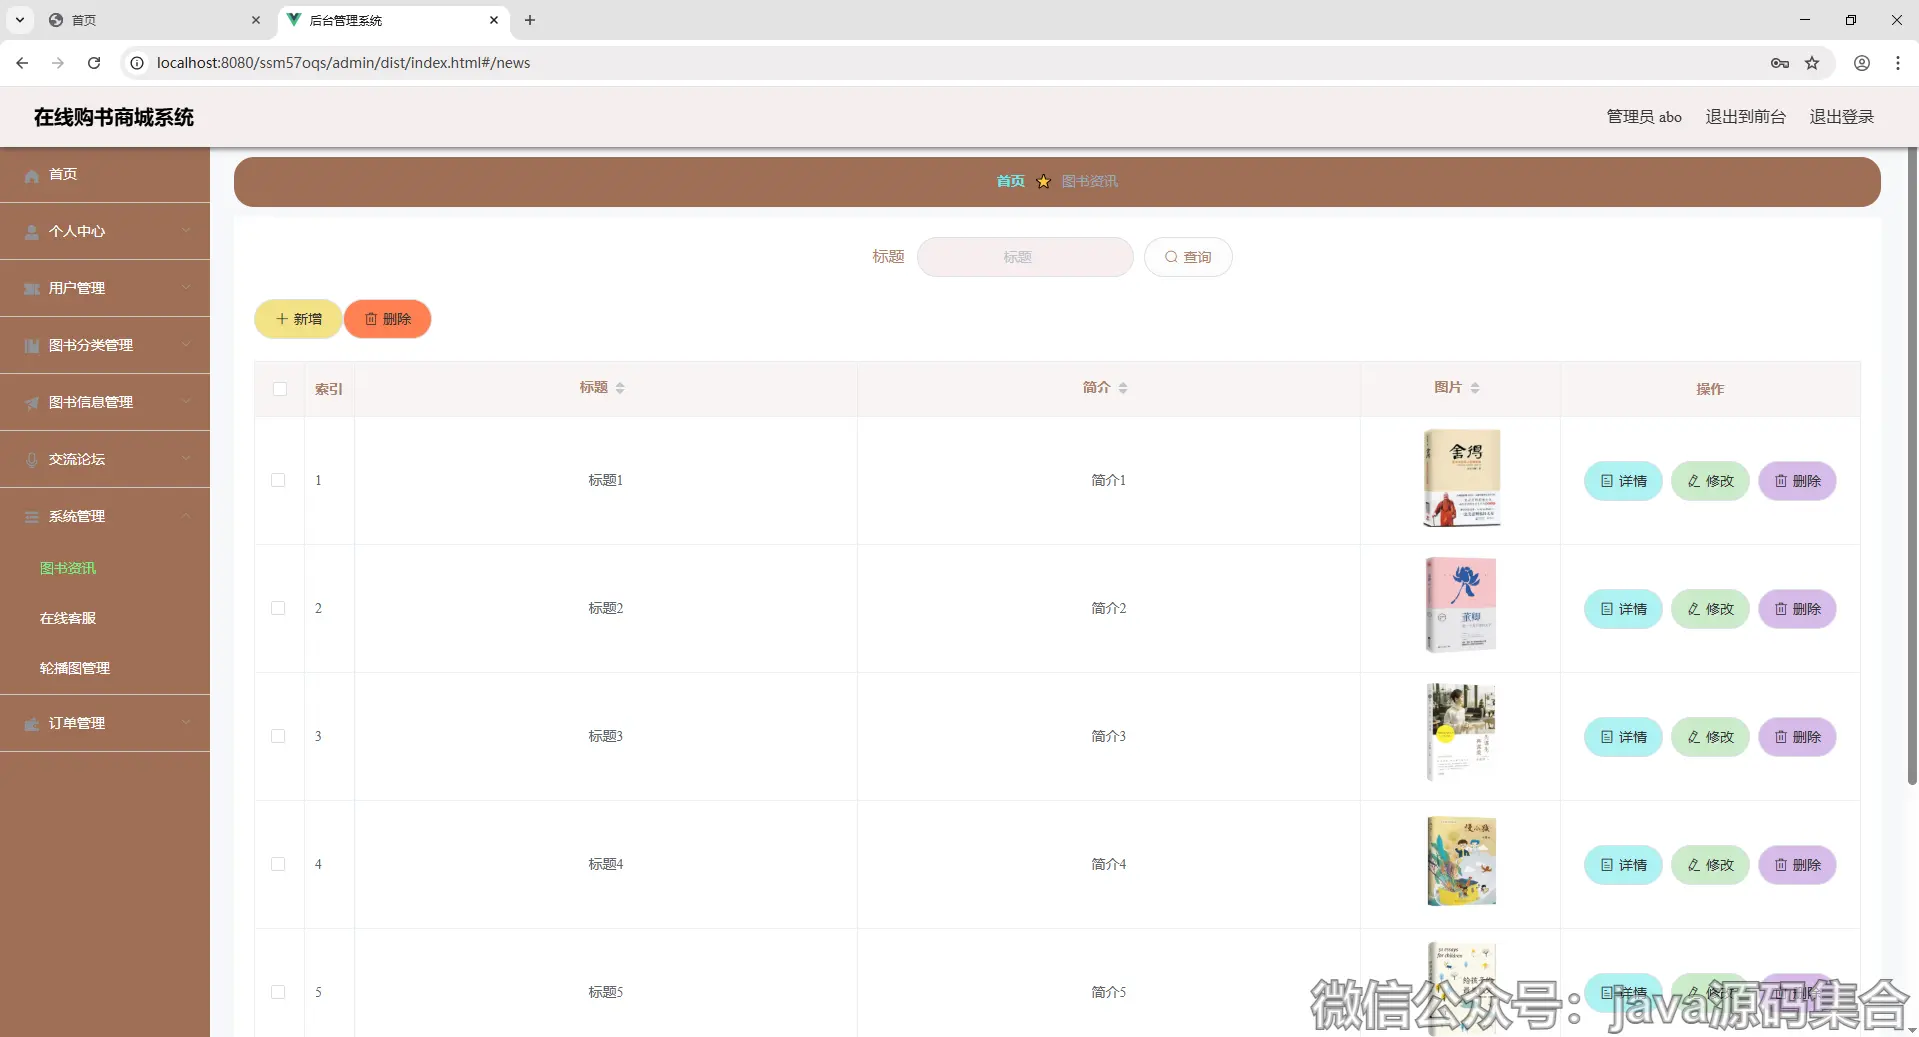 首页
后台管理系统
localhost:8080/ssm57oqs/admin/dist/index.html#/news
在线购书商城系统
管理员 abo
退出到前台
退出登录
首页
个人中心
用户管理
图书分类管理
图书信息管理
交流论坛
系统管理
图书资讯
在线客服
轮播图管理
订单管理
首页
图书资讯
标题
标题
查询
新增
删除
索引
标题
简介
图片
操作
1
标题1
简介1
舍得
详情
修改
删除
2
标题2
简介2
董卿
详情
修改
删除
3
标题3
简介3
详情
修改
删除
4
标题4
简介4
详情
修改
删除
5
标题5
简介5
for children
详情
修改
删除
微信公众号：java源码集合